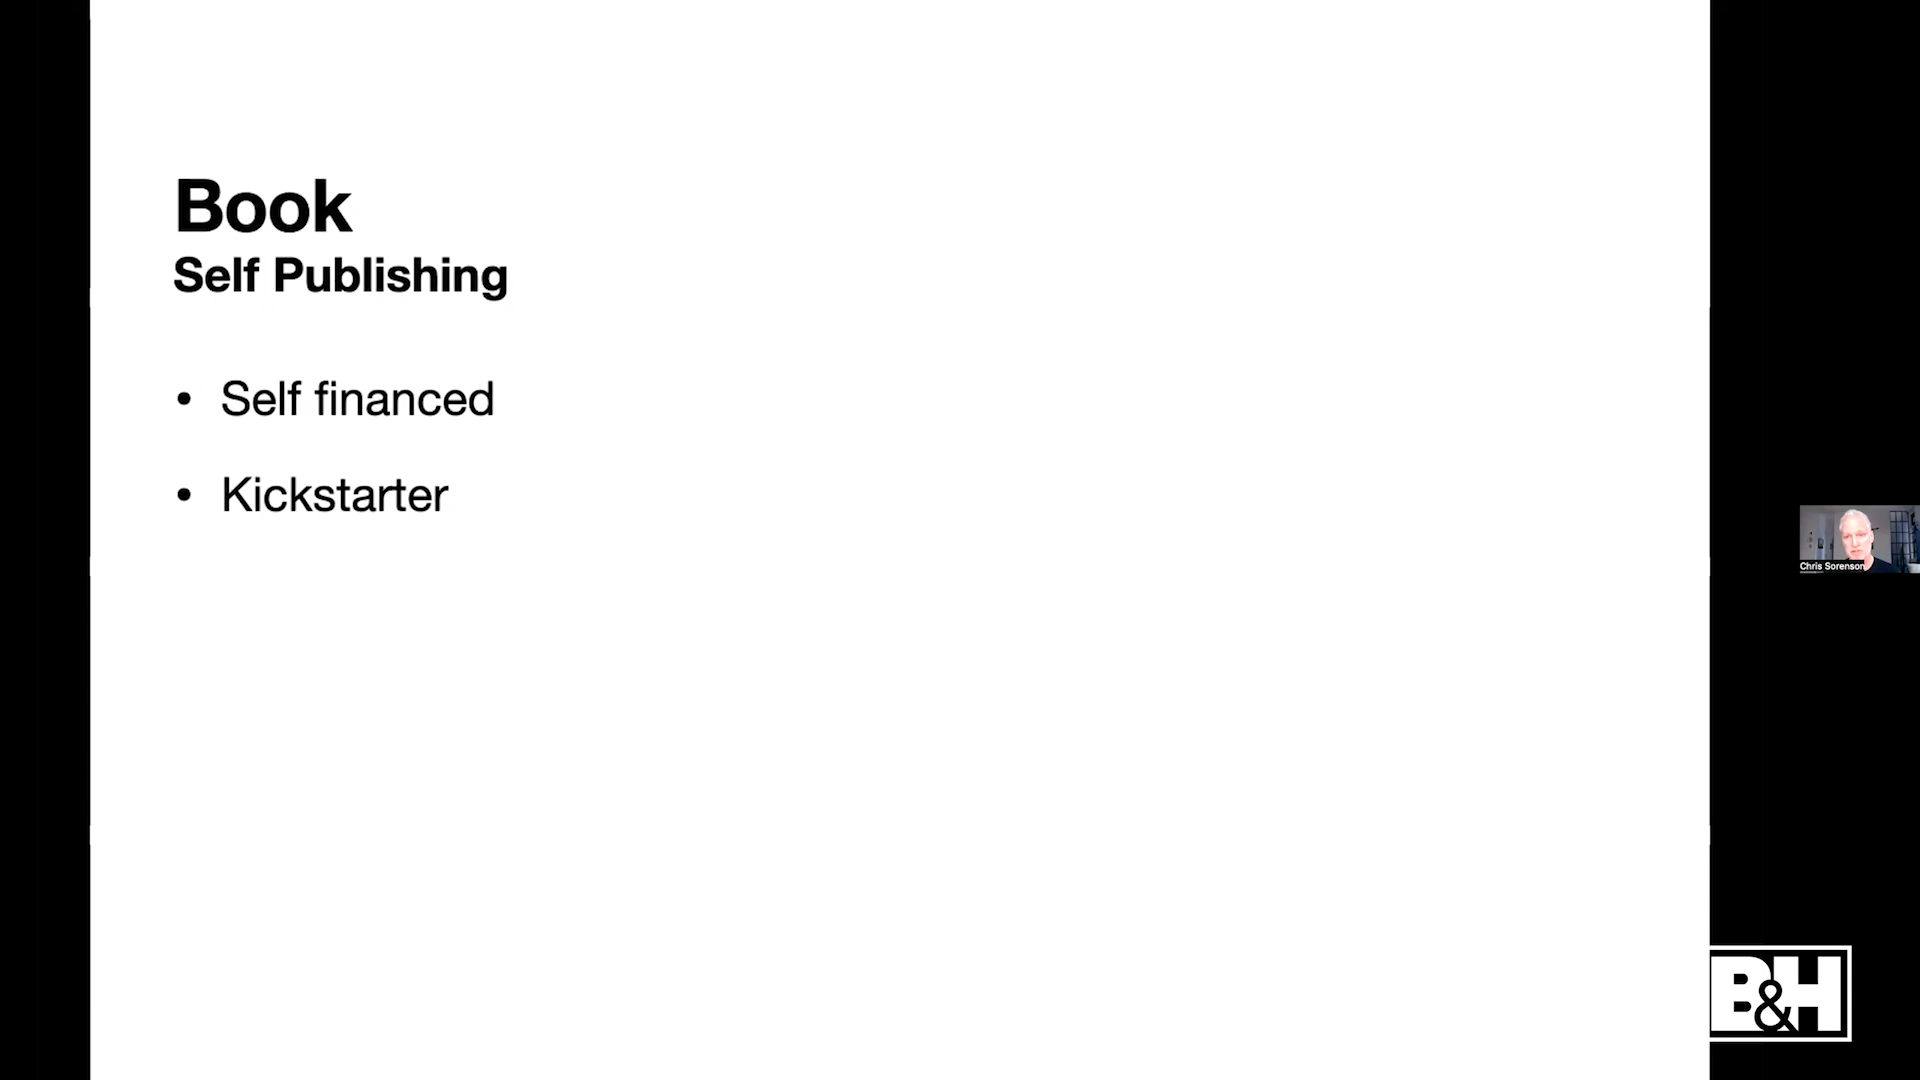 Book
Self Publishing
• Self financed
• Kickstarter
Chris Sorenson
B&H